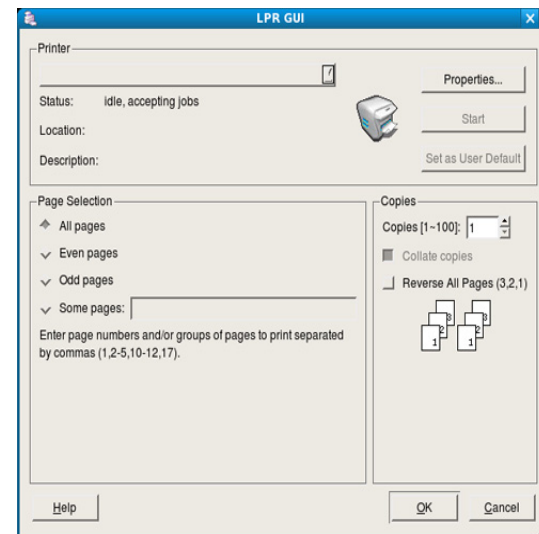 LPR GUI
Printer
Properties...
Status: idle, accepting jobs
Start
Location:
Description:
Set as User Default
Page Selection
All pages
Even pages
Odd pages
Some pages:
Enter page numbers and/or groups of pages to print separated
by commas (1,2-5,10-12,17).
Copies
Copies [1~100]: 1
Collate copies
Reverse All Pages (3,2,1)
3 3
2 2
1 1
Help
OK
Cancel